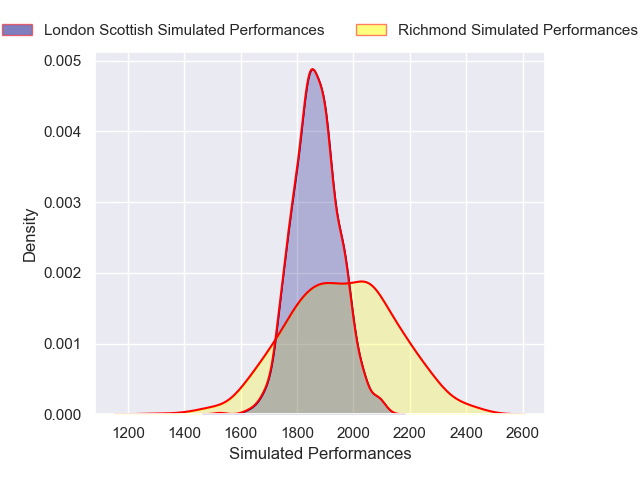 London Scottish Simulated Performances
Richmond Simulated Performances
0.005
0.004
0.003
0.002
0.001
0.000
Density
1200 1400 1600 1800 2000 2200 2400 2600
Simulated Performances